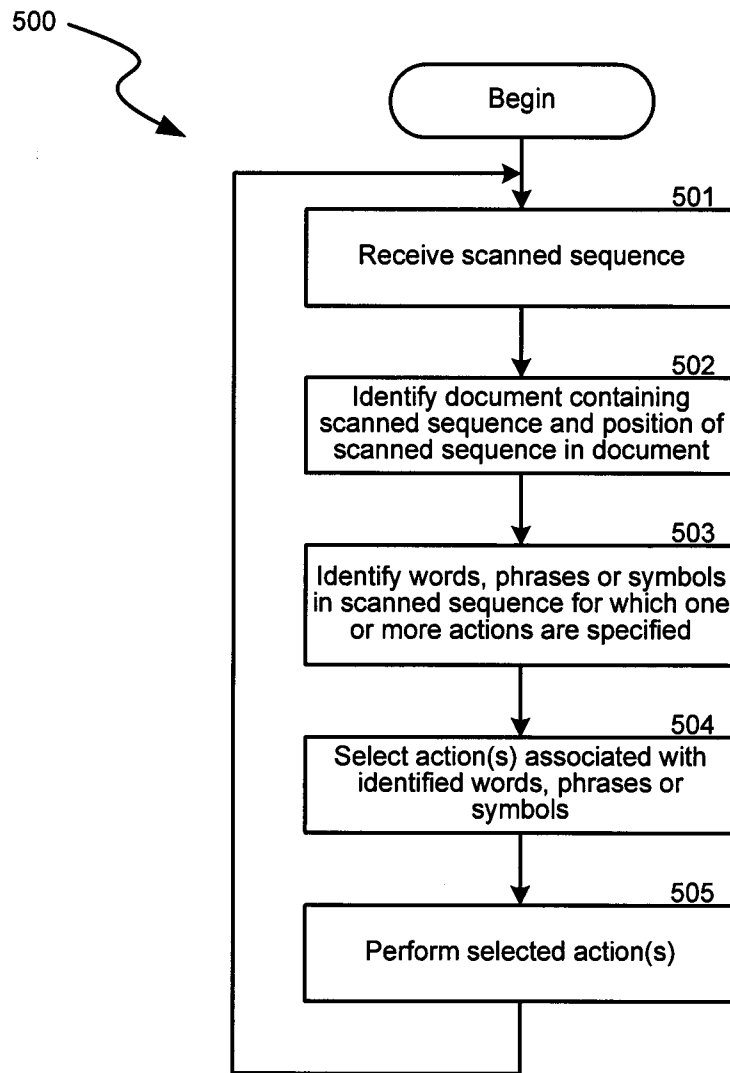 500
Begin
501
Receive scanned sequence
502
Identify document containing
scanned sequence and position of
scanned sequence in document
503
Identify words, phrases or symbols
in scanned sequence for which one
or more actions are specified
504
Select action(s) associated with
identified words, phrases or
symbols
505
Perform selected action(s)